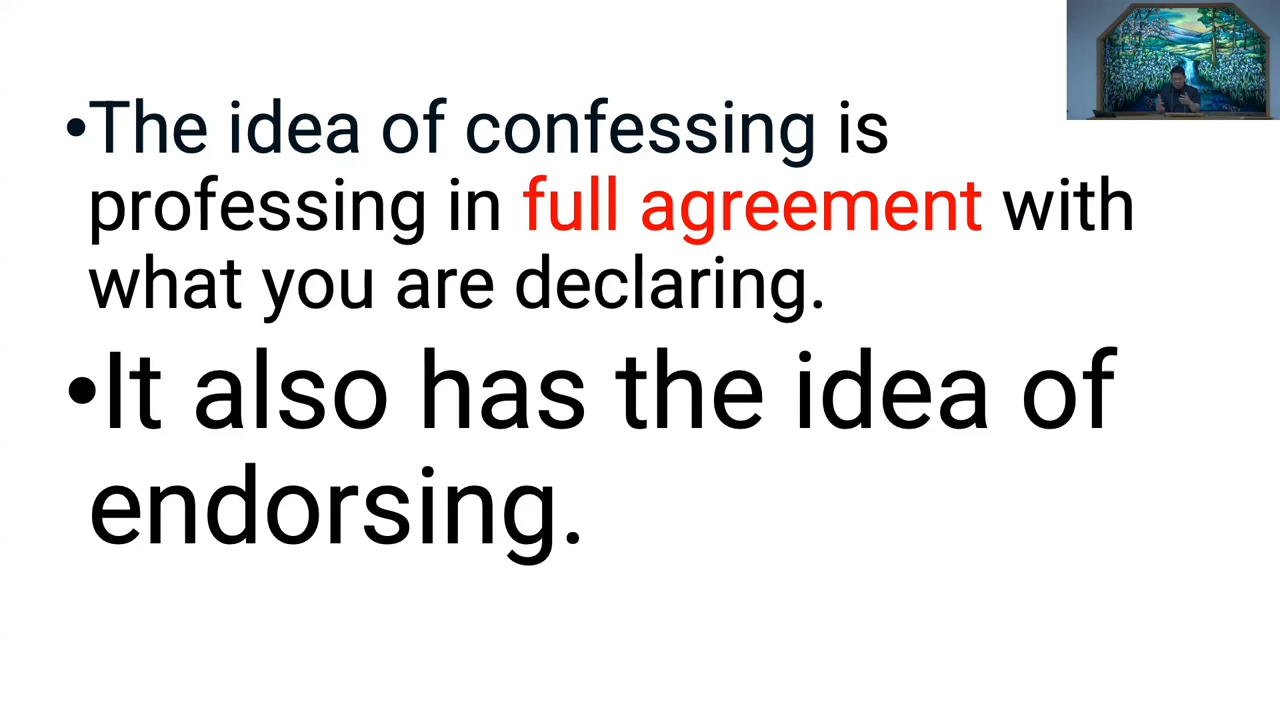 •The idea of confessing is
professing in full agreement with
what you are declaring.
•It also has the idea of
endorsing.